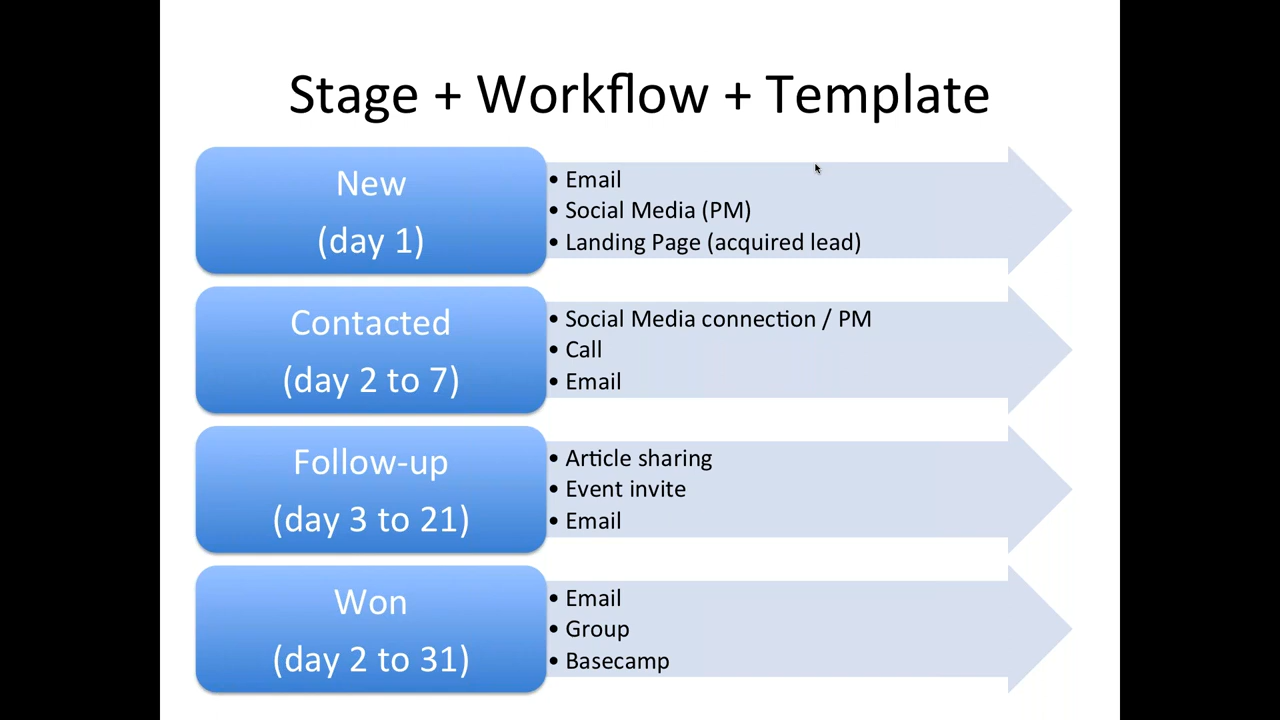 Stage + Workflow + Template
New
(day 1)
• Email
• Social Media (PM)
• Landing Page (acquired lead)
Contacted
(day 2 to 7)
• Social Media connection / PM
• Call
• Email
Follow-up
(day 3 to 21)
• Article sharing
• Event invite
• Email
Won
(day 2 to 31)
• Email
• Group
• Basecamp